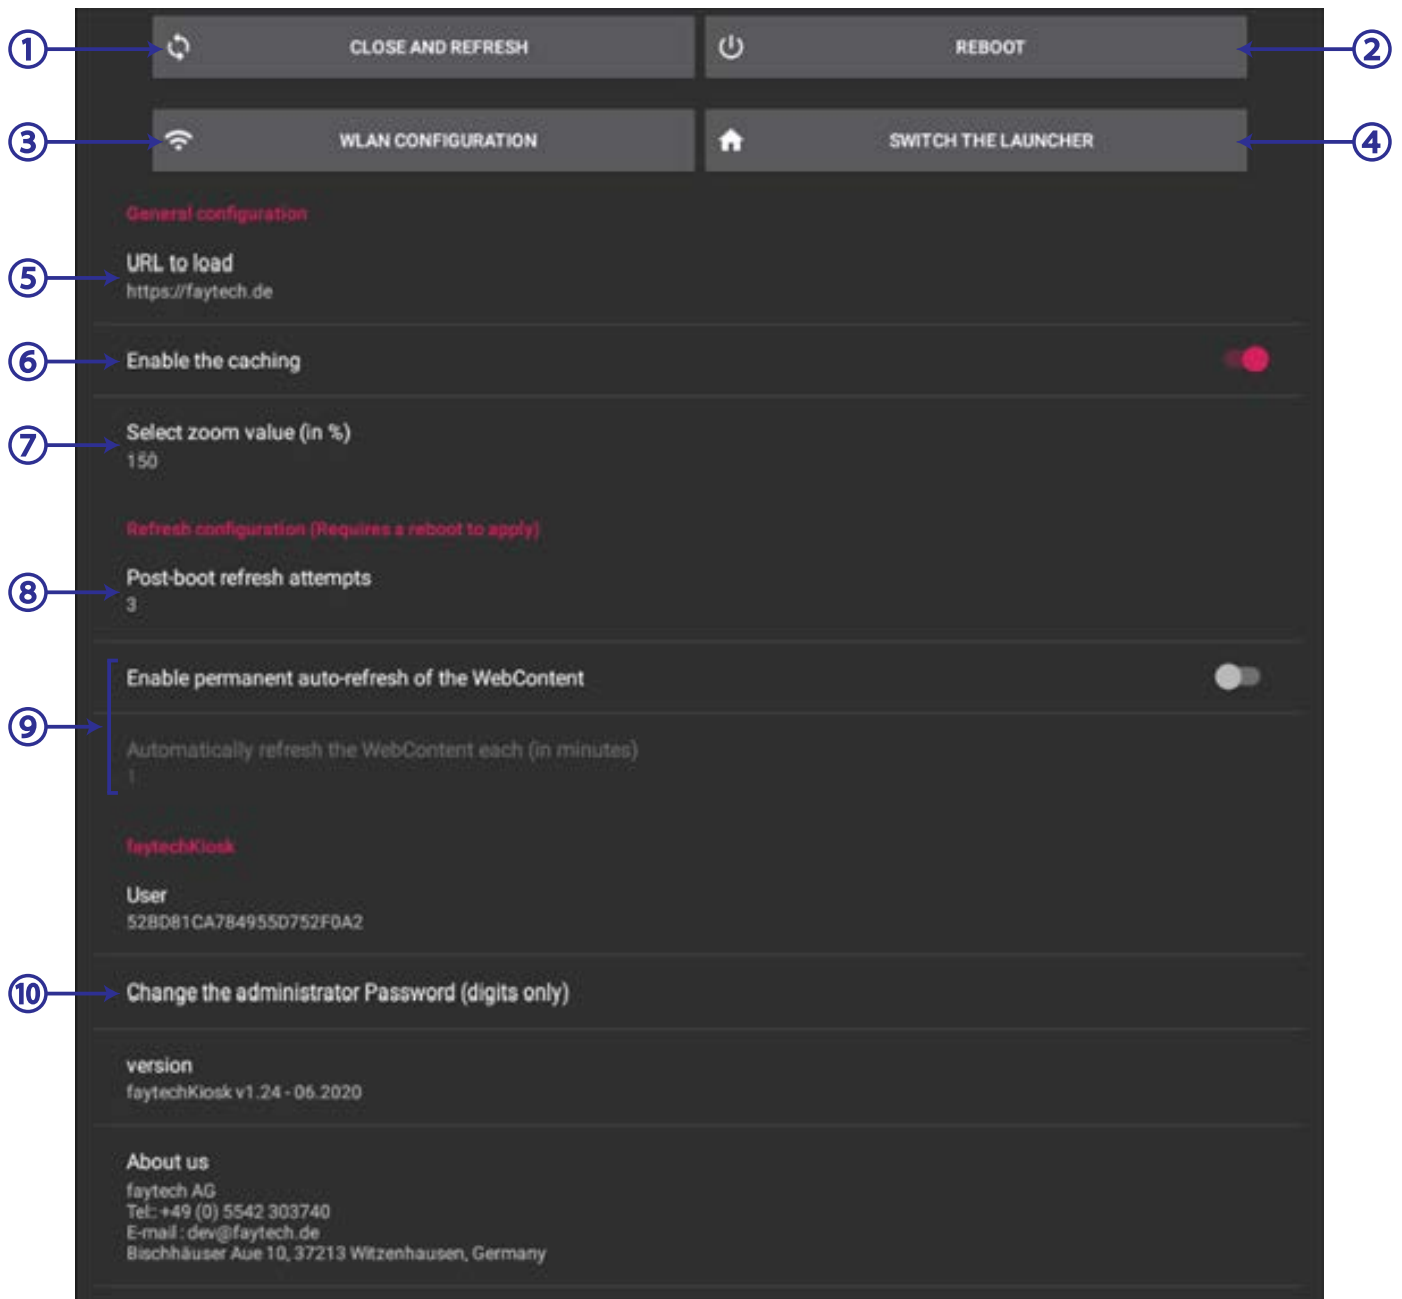 ① CLOSE AND REFRESH REBOOT ②
③ WLAN CONFIGURATION SWITCH THE LAUNCHER ④
General configuration
⑤ URL to load
https://faytech.de
⑥ Enable the caching
⑦ Select zoom value (in %)
150
Refresh configuration (Requires a reboot to apply)
⑧ Post-boot refresh attempts
3
Enable permanent auto-refresh of the WebContent
⑨
Automatically refresh the WebContent each (in minutes)
1
faytechKiosk
User
528D81CA784955D752F0A2
⑩ Change the administrator Password (digits only)
version
faytechKiosk v1.24 - 06.2020
About us
faytech AG
Tel: +49 (0) 5542 303740
E-mail : dev@faytech.de
Bischhäuser Aue 10, 37213 Witzenhausen, Germany